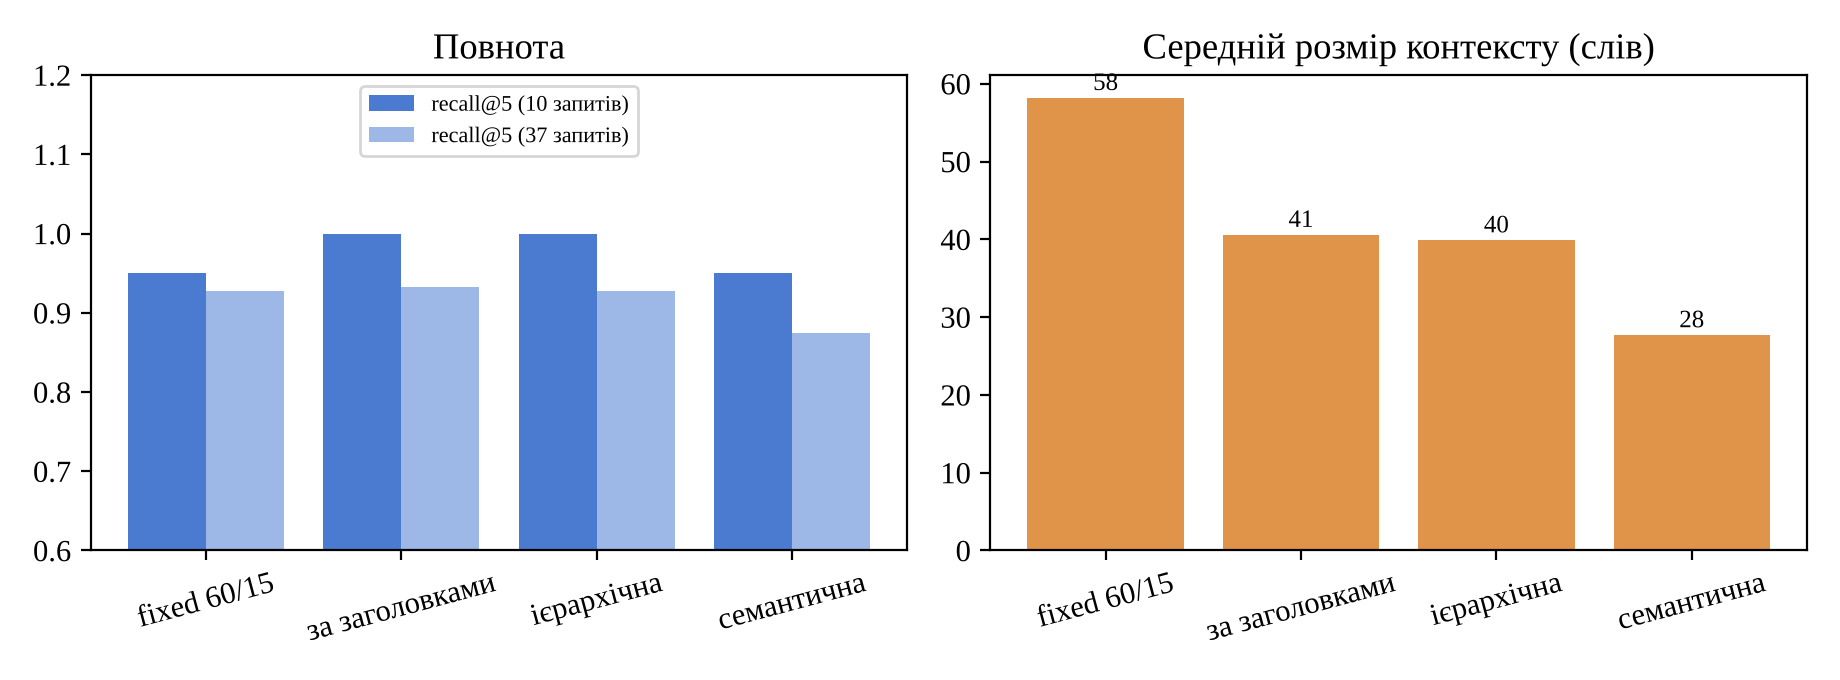 Повнота
1.2
1.1
1.0
0.9
0.8
0.7
0.6
recall@5 (10 запитів)
recall@5 (37 запитів)
fixed 60/15
за заголовками
ієрархічна
семантична
Середній розмір контексту (слів)
60
50
40
30
20
10
0
58
41
40
28
fixed 60/15
за заголовками
ієрархічна
семантична